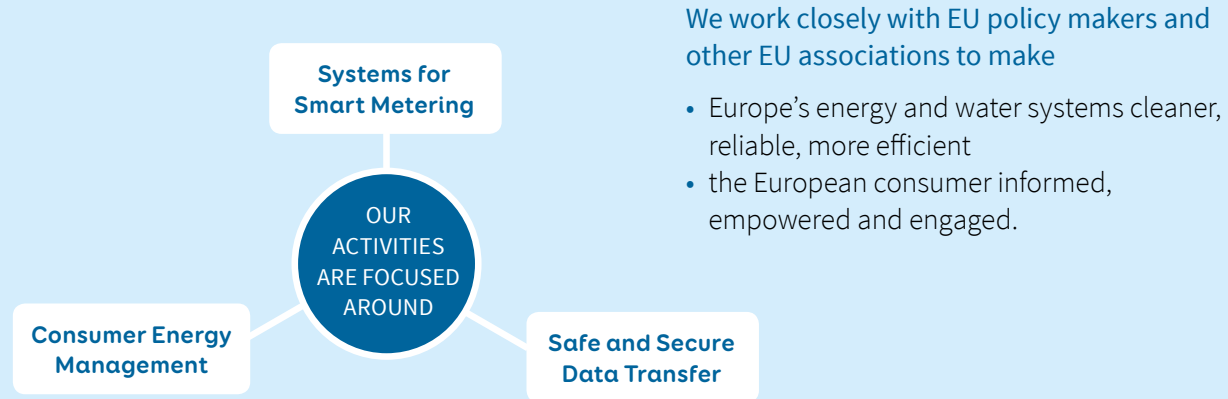 Systems for
Smart Metering
OUR
ACTIVITIES
ARE FOCUSED
AROUND
Consumer Energy
Management
Safe and Secure
Data Transfer
We work closely with EU policy makers and
other EU associations to make
• Europe’s energy and water systems cleaner,
reliable, more efficient
• the European consumer informed,
empowered and engaged.